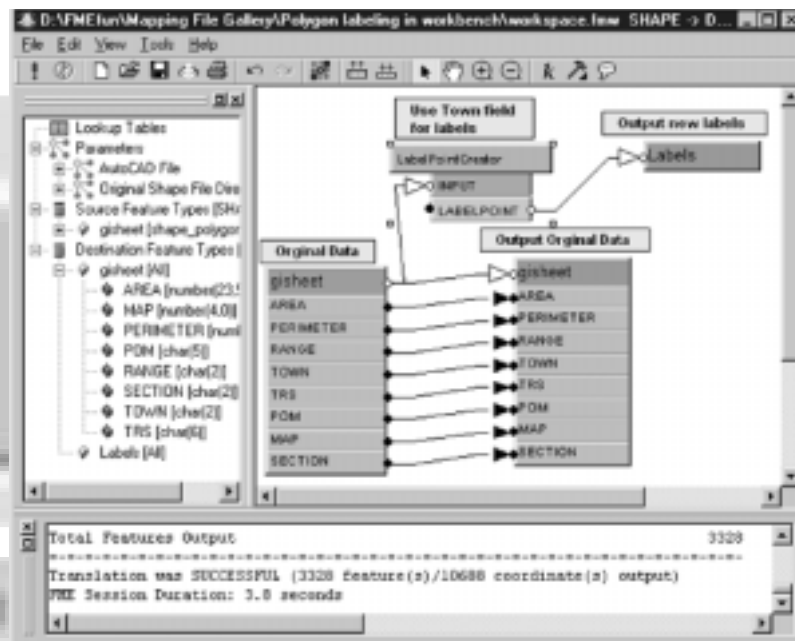 D:\FMEfun\Mapping File Gallery\Polygon labeling in workbench\workspace.fmw SHAPE -> D...
File Edit View Tools Help
Lookup Tables
Parameters
AutoCAD File
Original Shape File Dire
Source Feature Types [SHA
gisheet [shape_polygon
Destination Feature Types [
gisheet [All]
AREA [number(23,5
MAP [number(4,0)]
PERIMETER [num
POM [char(5)]
RANGE [char(2)]
SECTION [char(2)]
TOWN [char(2)]
TRS [char(6)]
Labels [All]
Use Town field
for labels
LabelPointCreator
INPUT
LABELPOINT
Output new labels
Labels
Orginal Data
gisheet
AREA
PERIMETER
RANGE
TOWN
TRS
POM
MAP
SECTION
Output Orginal Data
gisheet
AREA
PERIMETER
RANGE
TOWN
TRS
POM
MAP
SECTION
Total Features Output 3328
Translation was SUCCESSFUL (3328 feature(s)/10688 coordinate(s) output)
FME Session Duration: 3.8 seconds